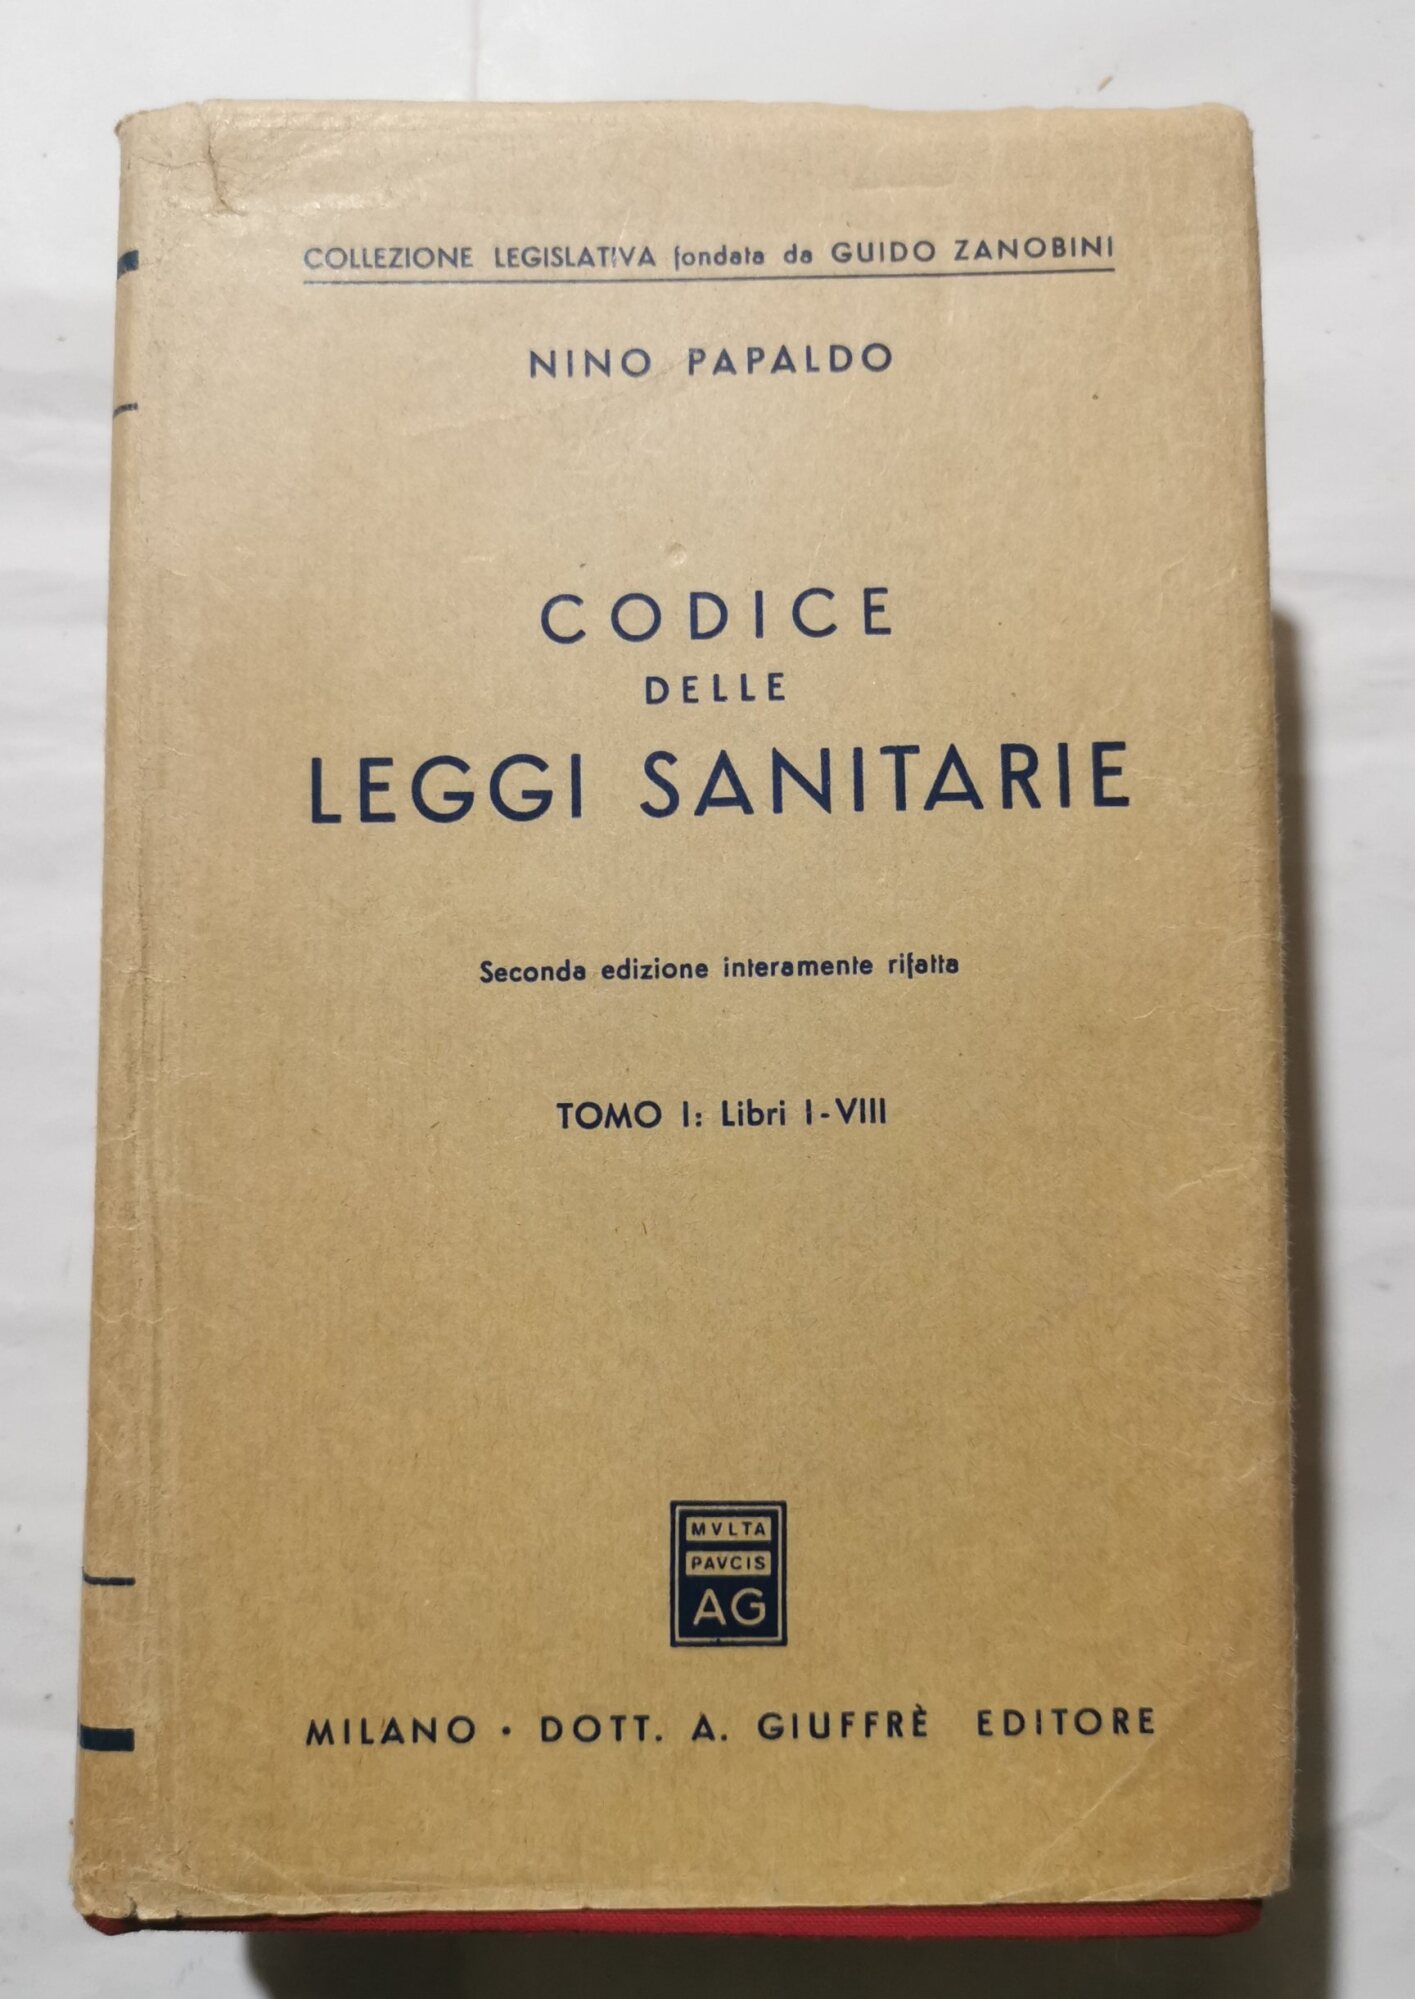 COLLEZIONE LEGISLATIVA fondata da GUIDO ZANOBINI
NINO PAPALDO
CODICE
DELLE
LEGGI SANITARIE
Seconda edizione interamente rifatta
TOMO I: Libri I-VIII
MVLTA
PAVCIS
AG
MILANO • DOTT. A. GIUFFRÈ EDITORE